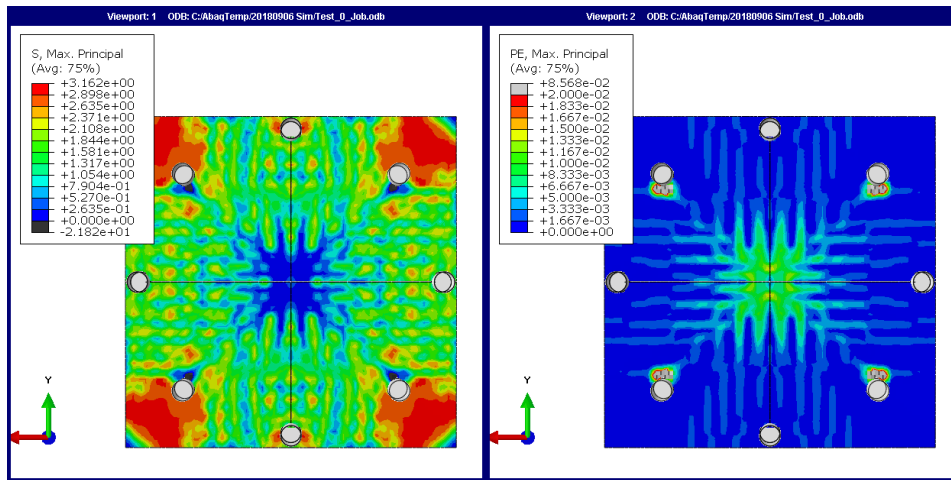 Viewport: 1 ODB: C:/AbaqTemp/20180906 Sim/Test_0_Job.odb
S, Max. Principal
(Avg: 75%)
+3.162e+00
+2.898e+00
+2.635e+00
+2.371e+00
+2.108e+00
+1.844e+00
+1.581e+00
+1.317e+00
+1.054e+00
+7.904e-01
+5.270e-01
+2.635e-01
+0.000e+00
-2.182e+01
Y
Viewport: 2 ODB: C:/AbaqTemp/20180906 Sim/Test_0_Job.odb
PE, Max. Principal
(Avg: 75%)
+8.568e-02
+2.000e-02
+1.833e-02
+1.667e-02
+1.500e-02
+1.333e-02
+1.167e-02
+1.000e-02
+8.333e-03
+6.667e-03
+5.000e-03
+3.333e-03
+1.667e-03
+0.000e+00
Y